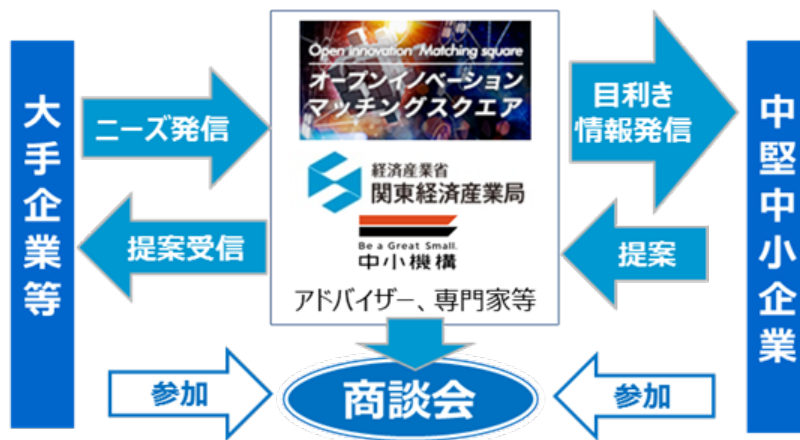 大手企業等
ニーズ発信
提案受信
Open Innovation Matching square
オープンイノベーション
マッチングスクエア
経済産業省
関東経済産業局
Be a Great Small.
中小機構
アドバイザー、専門家等
目利き
情報発信
提案
中堅中小企業
参加
商談会
参加